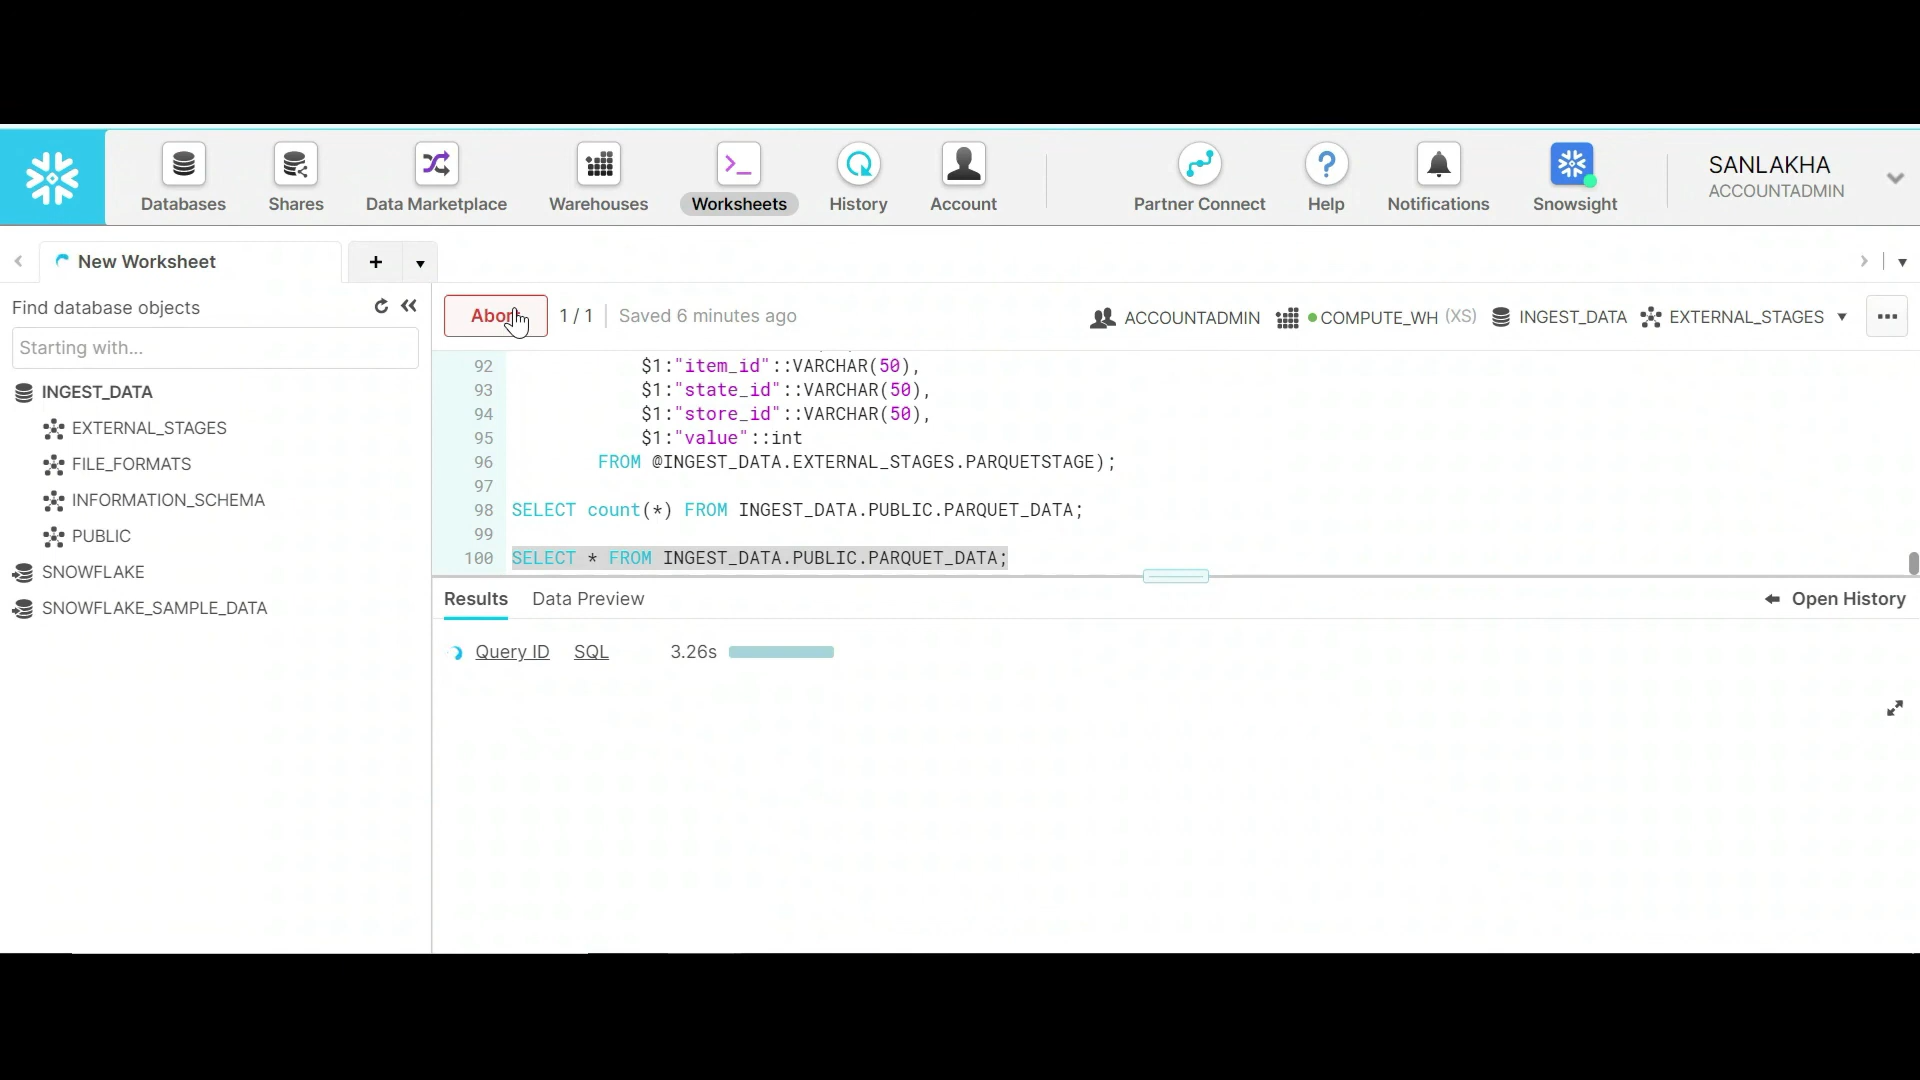 Databases
Shares
Data Marketplace
Warehouses
Worksheets
History
Account
Partner Connect
Help
Notifications
Snowsight
SANLAKHA
ACCOUNTADMIN
New Worksheet
Find database objects
Starting with...
INGEST_DATA
EXTERNAL_STAGES
FILE_FORMATS
INFORMATION_SCHEMA
PUBLIC
SNOWFLAKE
SNOWFLAKE_SAMPLE_DATA
1 / 1 Saved 6 minutes ago
ACCOUNTADMIN COMPUTE_WH (XS) INGEST_DATA EXTERNAL_STAGES
92 $1:"item_id"::VARCHAR(50),
93 $1:"state_id"::VARCHAR(50),
94 $1:"store_id"::VARCHAR(50),
95 $1:"value"::int
96 FROM @INGEST_DATA.EXTERNAL_STAGES.PARQUETSTAGE);
97
98 SELECT count(*) FROM INGEST_DATA.PUBLIC.PARQUET_DATA;
99
100 SELECT * FROM INGEST_DATA.PUBLIC.PARQUET_DATA;
Results Data Preview Open History
Query ID SQL 3.26s